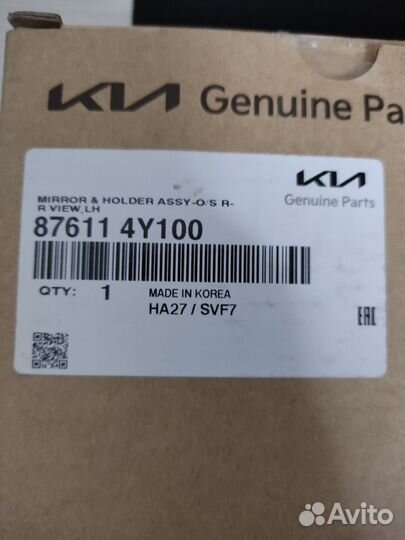 KIA Genuine Pa
KIA
Genuine Parts
MIRROR & HOLDER ASSY-O/S R-
R VIEW,LH
87611 4Y100
QTY: 1
MADE IN KOREA
HA27 / SVF7
EAC
Avito